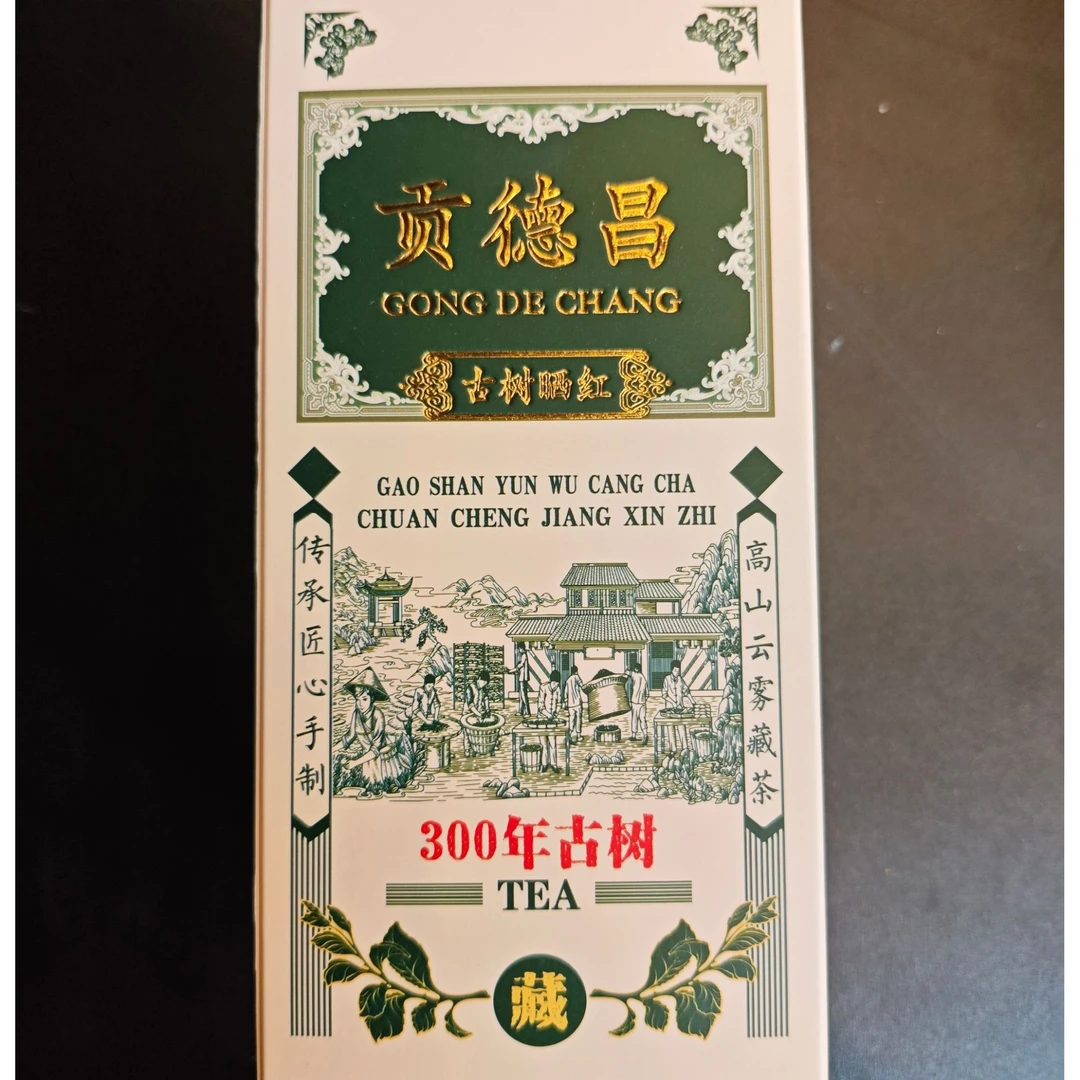 贡德昌
GONG DE CHANG
古树晒红
GAO SHAN YUN WU CANG CHA
CHUAN CHENG JIANG XIN ZHI
高山云雾藏茶
传承匠心手制
300年古树
TEA
藏